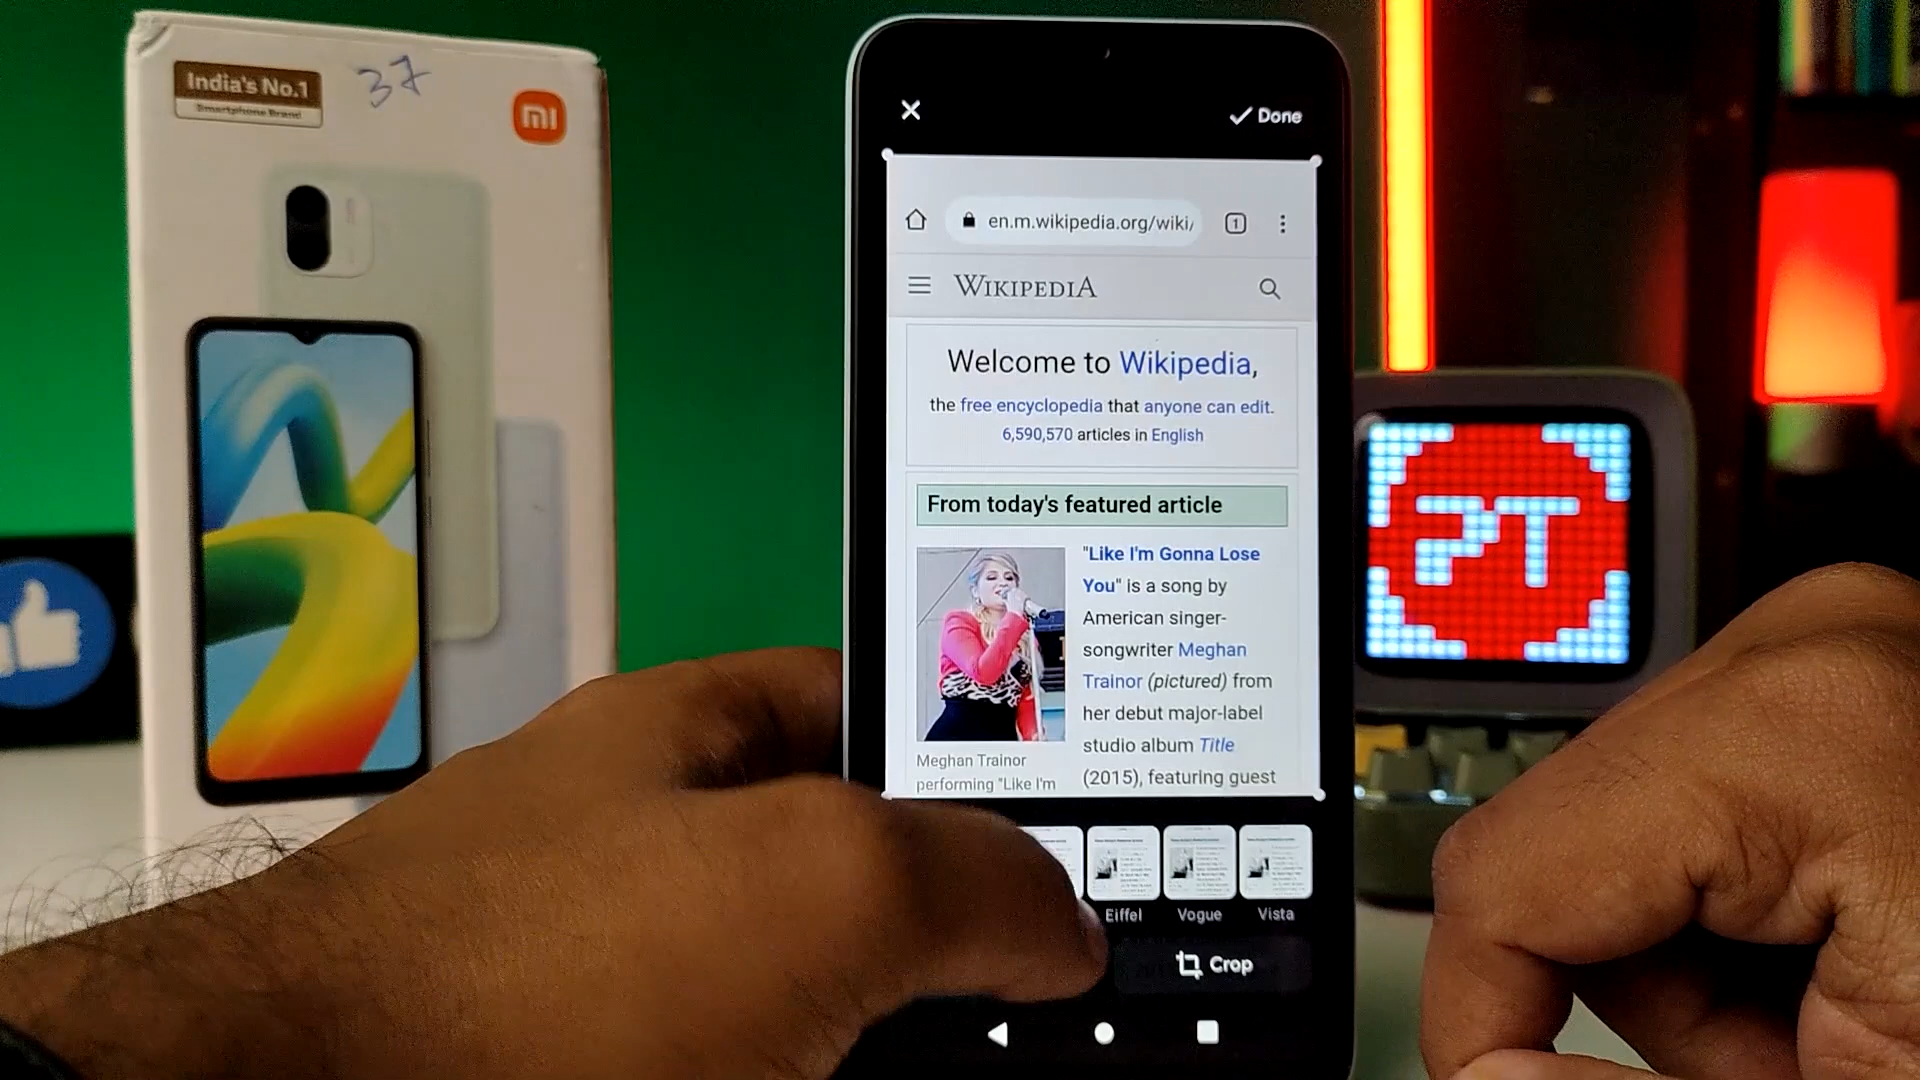 India's No.1
Smartphone Brand
37
mi
Done
en.m.wikipedia.org/wiki/
1
WIKIPEDIA
Welcome to Wikipedia,
the free encyclopedia that anyone can edit.
6,590,570 articles in English
From today's featured article
"Like I'm Gonna Lose
You" is a song by
American singer-
songwriter Meghan
Trainor (pictured) from
her debut major-label
studio album Title
(2015), featuring guest
Meghan Trainor
performing "Like I'm
Eiffel
Vogue
Vista
Crop
PT